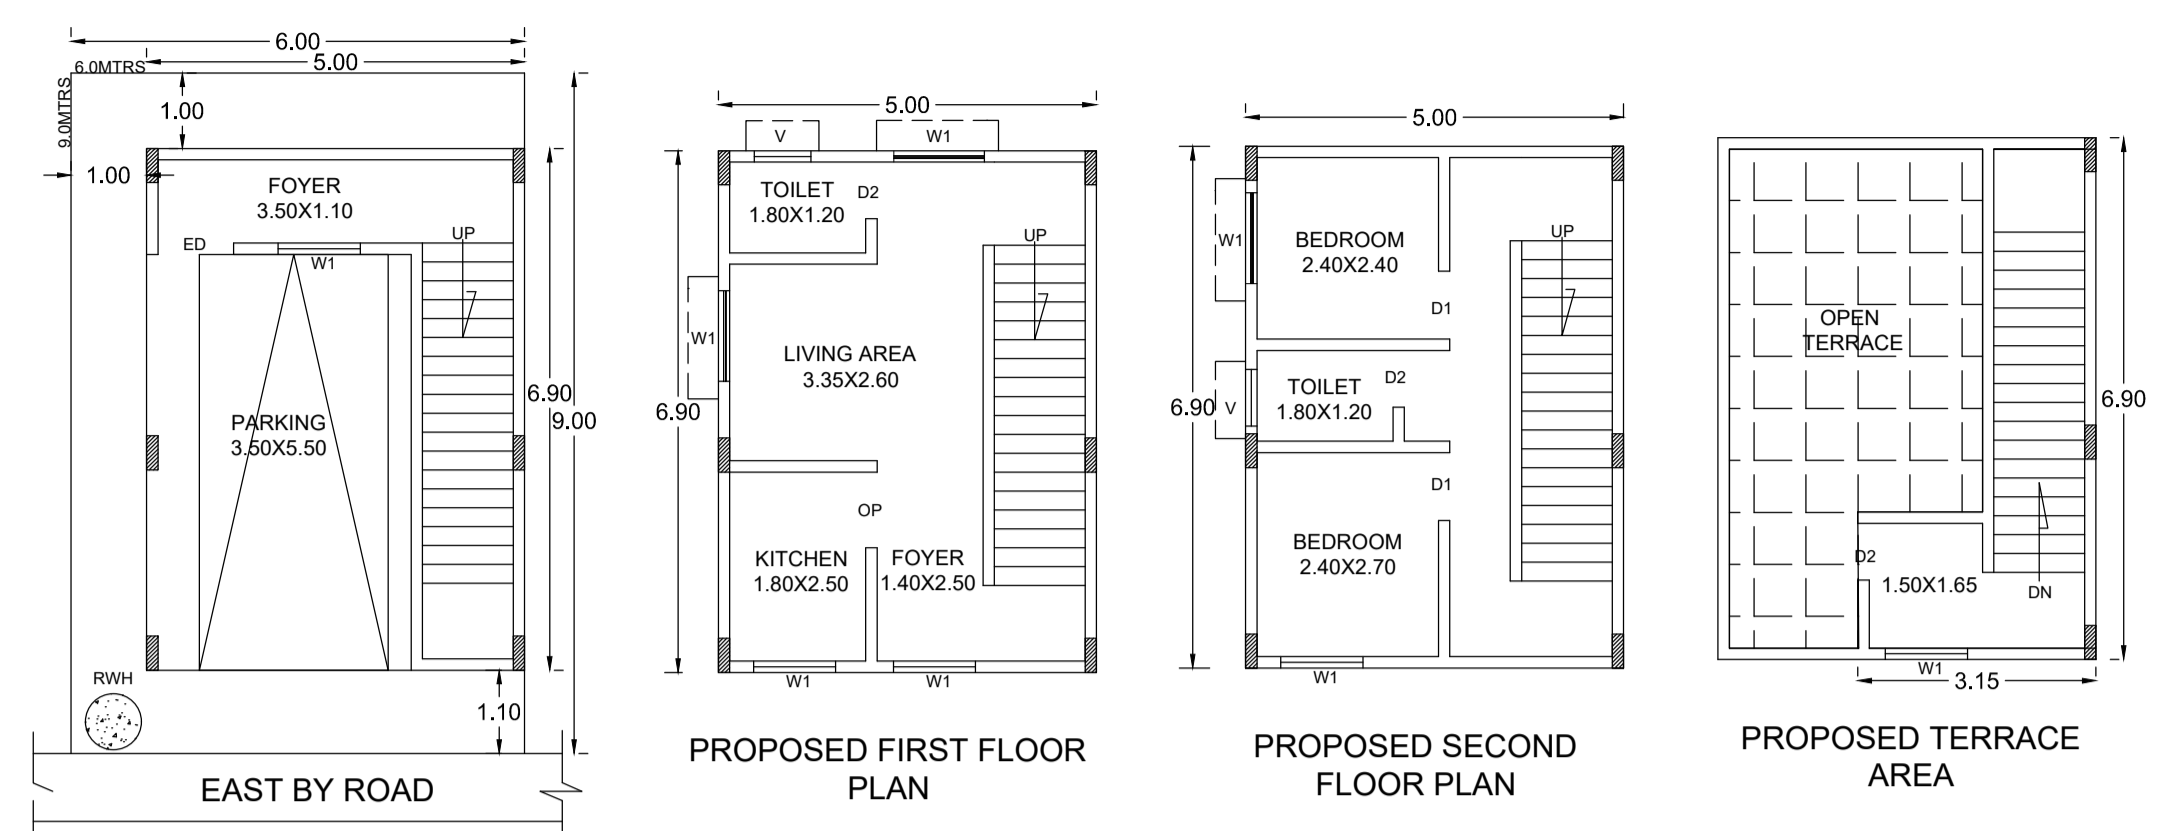 6.00
5.00
6.0MTRS
9.0MTRS
1.00
1.00
FOYER
3.50X1.10
ED
W1
UP
PARKING
3.50X5.50
6.90
9.00
RWH
1.10
EAST BY ROAD
5.00
V
W1
TOILET
1.80X1.20
D2
UP
W1
LIVING AREA
3.35X2.60
6.90
OP
KITCHEN
1.80X2.50
FOYER
1.40X2.50
W1
W1
PROPOSED FIRST FLOOR
PLAN
5.00
W1
BEDROOM
2.40X2.40
UP
D1
TOILET
1.80X1.20
D2
6.90
V
D1
BEDROOM
2.40X2.70
W1
PROPOSED SECOND
FLOOR PLAN
OPEN
TERRACE
6.90
D2
1.50X1.65
DN
W1
3.15
PROPOSED TERRACE
AREA